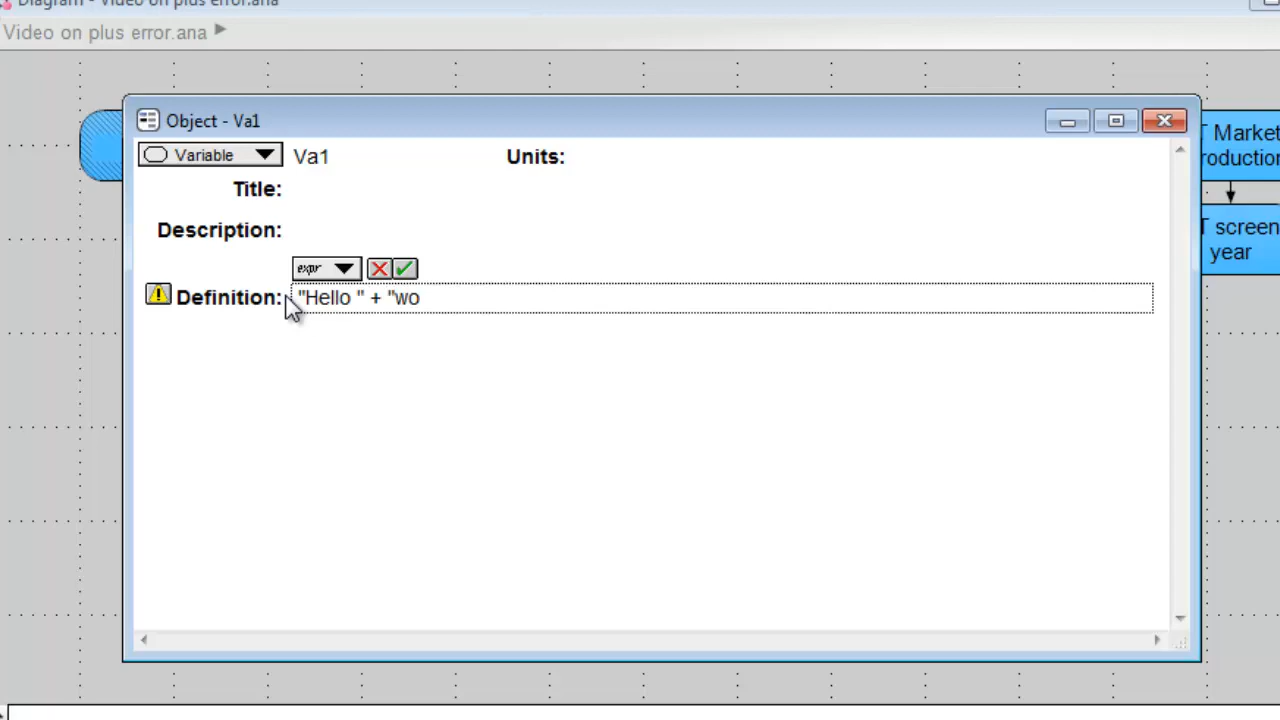 Diagram - Video on plus error.ana
Video on plus error.ana
Object - Va1
Variable
Va1
Units:
Title:
Description:
expr
Definition:
"Hello " + "wo
T Market
roduction
T screen
year